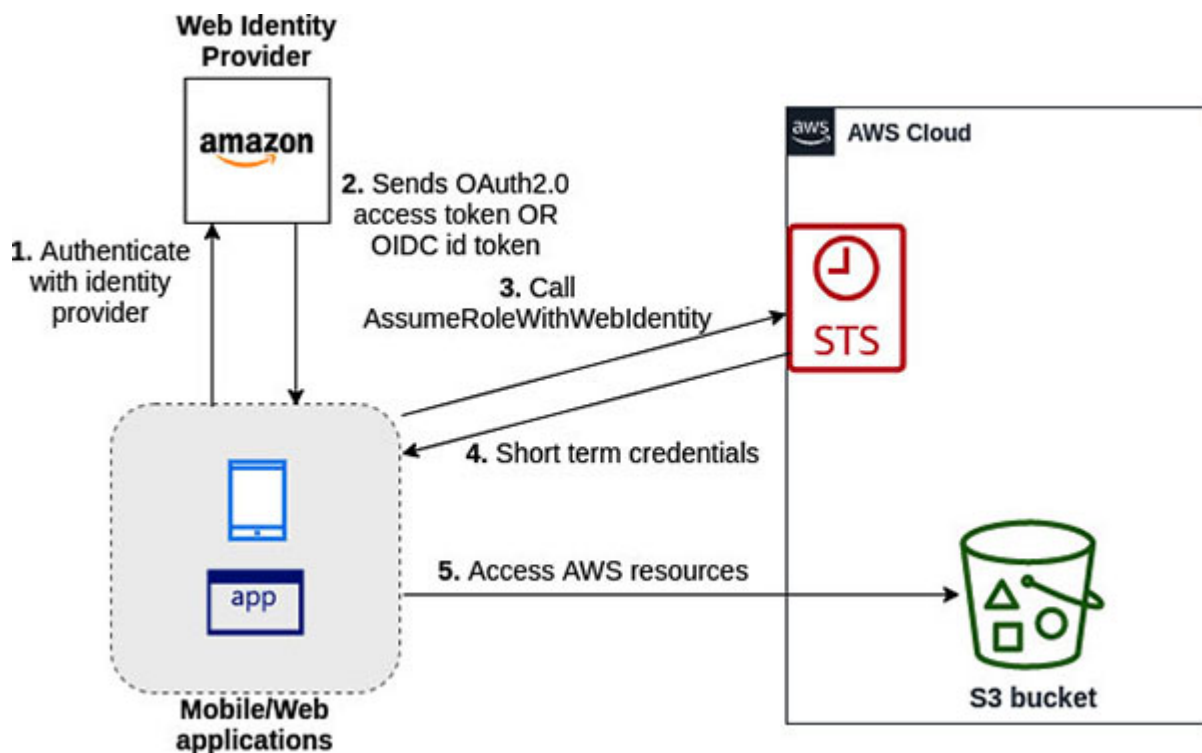 Web Identity
Provider
amazon
1. Authenticate
with identity
provider
2. Sends OAuth2.0
access token OR
OIDC id token
3. Call
AssumeRoleWithWebIdentity
aws
AWS Cloud
STS
4. Short term credentials
5. Access AWS resources
app
Mobile/Web
applications
S3 bucket